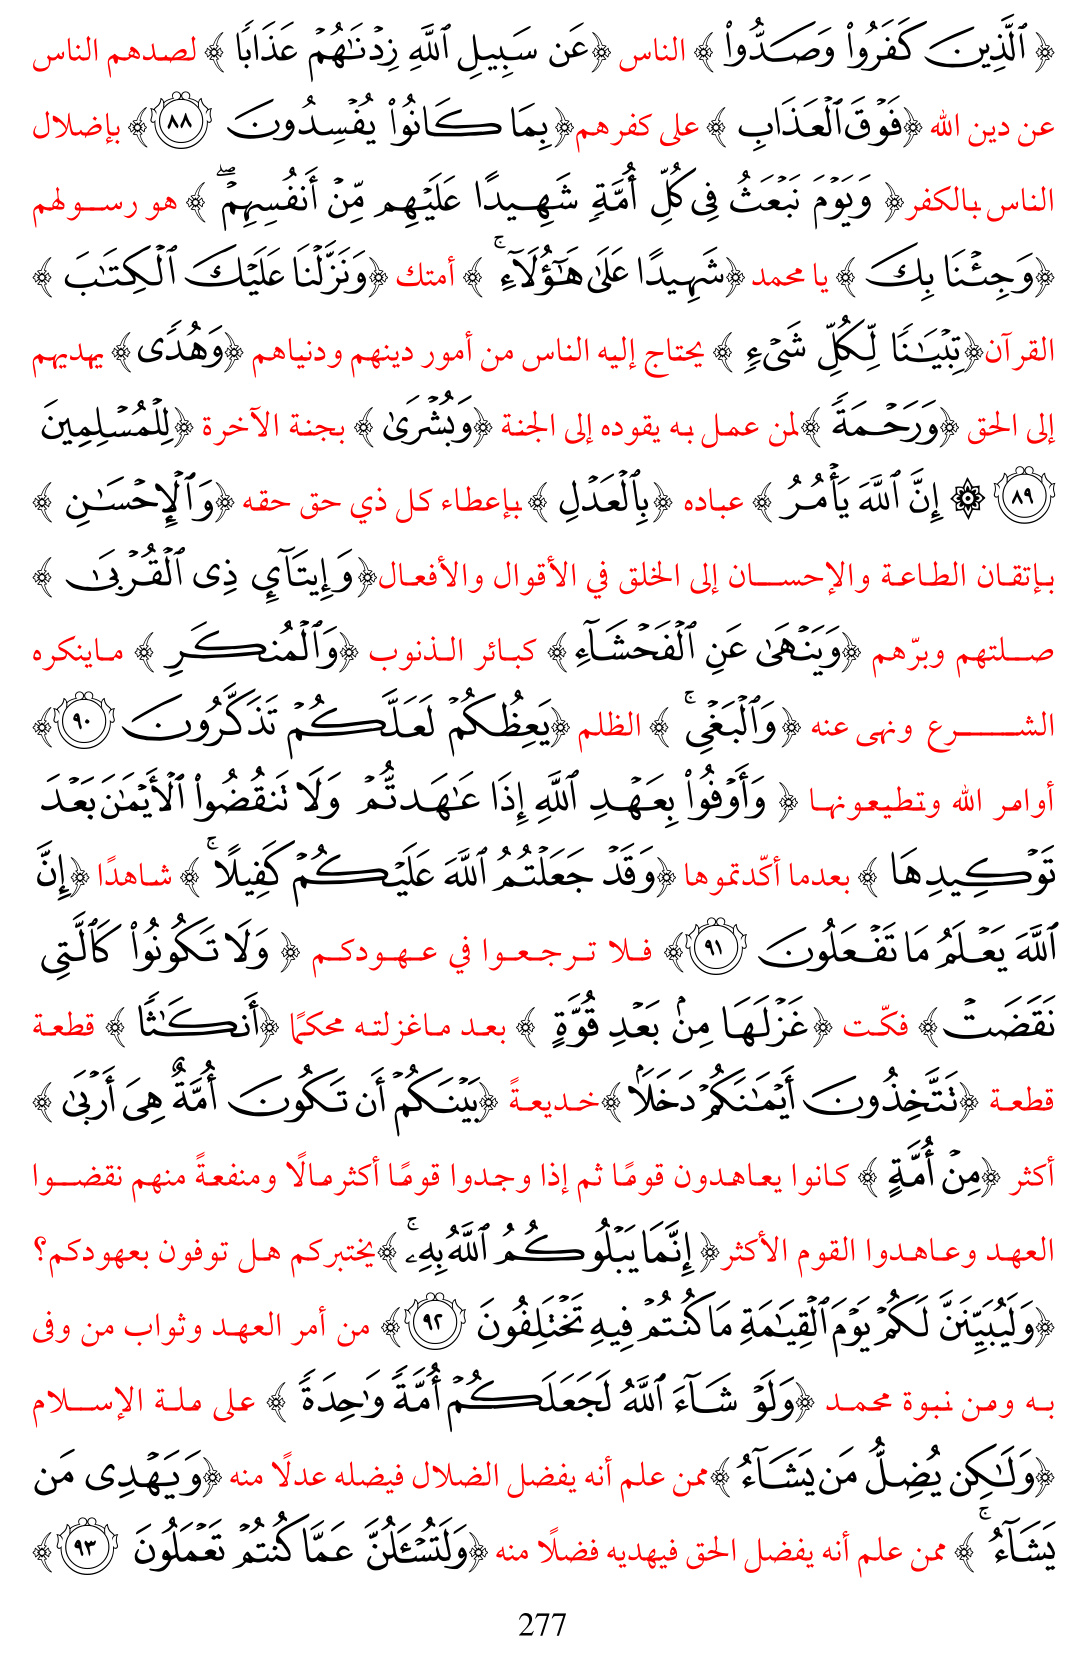 ﴿ ٱلَّذِينَ كَفَرُوا۟ وَصَدُّوا۟ ﴾ الناس ﴿عَن سَبِيلِ ٱللَّهِ زِدْنَٰهُمْ عَذَابًا ﴾ لصدهم الناس
عن دين الله ﴿فَوْقَ ٱلْعَذَابِ ﴾ على كفرهم﴿بِمَا كَانُوا۟ يُفْسِدُونَ ٨٨﴾ بإضلال
الناس بالكفر﴿ وَيَوْمَ نَبْعَثُ فِى كُلِّ أُمَّةٍ شَهِيدًا عَلَيْهِم مِّنْ أَنفُسِهِمْ ۖ ﴾ هو رسولهم
﴿وَجِئْنَا بِكَ ﴾ يا محمد ﴿شَهِيدًا عَلَىٰ هَٰٓؤُلَآءِ ۚ ﴾ أمتك ﴿وَنَزَّلْنَا عَلَيْكَ ٱلْكِتَٰبَ ﴾
القرآن﴿تِبْيَٰنًا لِّكُلِّ شَىْءٍ ﴾ يحتاج إليه الناس من أمور دينهم ودنياهم ﴿وَهُدًى﴾ يهديهم
إلى الحق ﴿وَرَحْمَةً ﴾لمن عمل به يقوده إلى الجنة ﴿وَبُشْرَىٰ ﴾ بجنة الآخرة ﴿لِلْمُسْلِمِينَ
٨٩ ۞ إِنَّ ٱللَّهَ يَأْمُرُ ﴾ عباده ﴿بِٱلْعَدْلِ ﴾ بإعطاء كل ذي حق حقه ﴿وَٱلْإِحْسَٰنِ ﴾
بإتقان الطاعة والإحسان إلى الخلق في الأقوال والأفعال﴿وَإِيتَآئِ ذِى ٱلْقُرْبَىٰ ﴾
صلتهم وبرّهم ﴿وَيَنْهَىٰ عَنِ ٱلْفَحْشَآءِ﴾ كبائر الذنوب ﴿وَٱلْمُنكَرِ ﴾ ماينكره
الشرع ونهى عنه ﴿وَٱلْبَغْىِ ۚ ﴾ الظلم ﴿يَعِظُكُمْ لَعَلَّكُمْ تَذَكَّرُونَ ٩٠﴾
أوامر الله وتطيعونها ﴿ وَأَوْفُوا۟ بِعَهْدِ ٱللَّهِ إِذَا عَٰهَدتُّمْ وَلَا تَنقُضُوا۟ ٱلْأَيْمَٰنَ بَعْدَ
تَوْكِيدِهَا ﴾ بعدما أكّدتموها ﴿وَقَدْ جَعَلْتُمُ ٱللَّهَ عَلَيْكُمْ كَفِيلًا ۚ ﴾ شاهدًا ﴿إِنَّ
ٱللَّهَ يَعْلَمُ مَا تَفْعَلُونَ ٩١﴾ فلا ترجعوا في عهودكم ﴿ وَلَا تَكُونُوا۟ كَٱلَّتِى
نَقَضَتْ﴾ فكّت ﴿غَزْلَهَا مِنۢ بَعْدِ قُوَّةٍ ﴾ بعد ماغزلته محكمًا ﴿أَنكَٰثًا ﴾ قطعة
قطعة ﴿تَتَّخِذُونَ أَيْمَٰنَكُمْ دَخَلًۢا﴾خديعةً ﴿بَيْنَكُمْ أَن تَكُونَ أُمَّةٌ هِىَ أَرْبَىٰ ﴾
أكثر ﴿مِنْ أُمَّةٍ ﴾ كانوا يعاهدون قومًا ثم إذا وجدوا قومًا أكثر مالًا ومنفعةً منهم نقضوا
العهد وعاهدوا القوم الأكثر﴿ إِنَّمَا يَبْلُوكُمُ ٱللَّهُ بِهِۦ ۚ ﴾يختبركم هل توفون بعهودكم؟
﴿وَلَيُبَيِّنَنَّ لَكُمْ يَوْمَ ٱلْقِيَٰمَةِ مَا كُنتُمْ فِيهِ تَخْتَلِفُونَ ٩٢﴾ من أمر العهد وثواب من وفى
به ومن نبوة محمد ﴿وَلَوْ شَآءَ ٱللَّهُ لَجَعَلَكُمْ أُمَّةً وَٰحِدَةً ﴾ على ملة الإسلام
﴿وَلَٰكِن يُضِلُّ مَن يَشَآءُ ﴾ممن علم أنه يفضل الضلال فيضله عدلًا منه ﴿وَيَهْدِى مَن
يَشَآءُ ۚ ﴾ ممن علم أنه يفضل الحق فيهديه فضلًا منه ﴿وَلَتُسْـَٔلُنَّ عَمَّا كُنتُمْ تَعْمَلُونَ ٩٣﴾
277